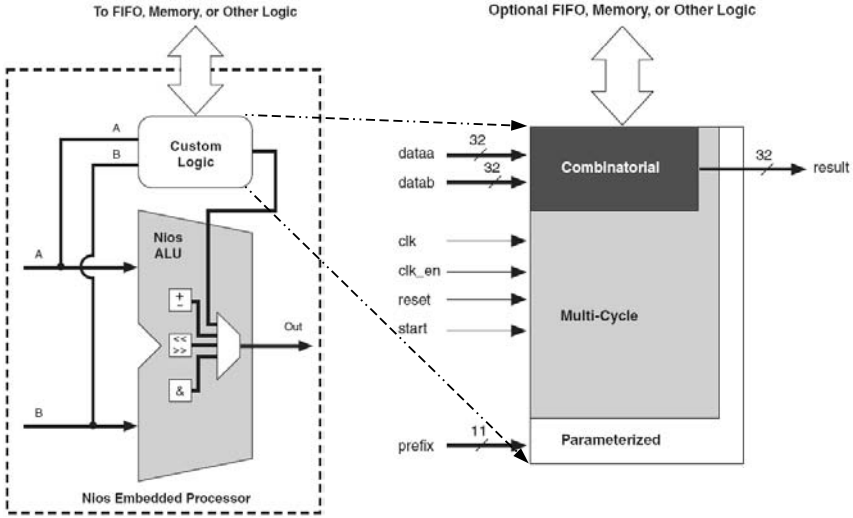 To FIFO, Memory, or Other Logic
A
B
Custom
Logic
Nios
ALU
A
+
−
<<
>>
&
Out
B
Nios Embedded Processor
Optional FIFO, Memory, or Other Logic
dataa
32
datab
32
Combinatorial
32
result
clk
clk_en
reset
start
Multi-Cycle
prefix
11
Parameterized